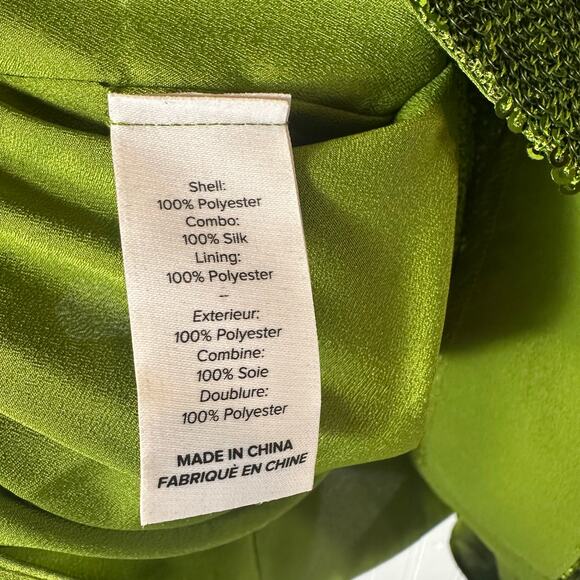 Shell:
100% Polyester
Combo:
100% Silk
Lining:
100% Polyester
--
Exterieur:
100% Polyester
Combine:
100% Soie
Doublure:
100% Polyester
MADE IN CHINA
FABRIQUÈ EN CHINE